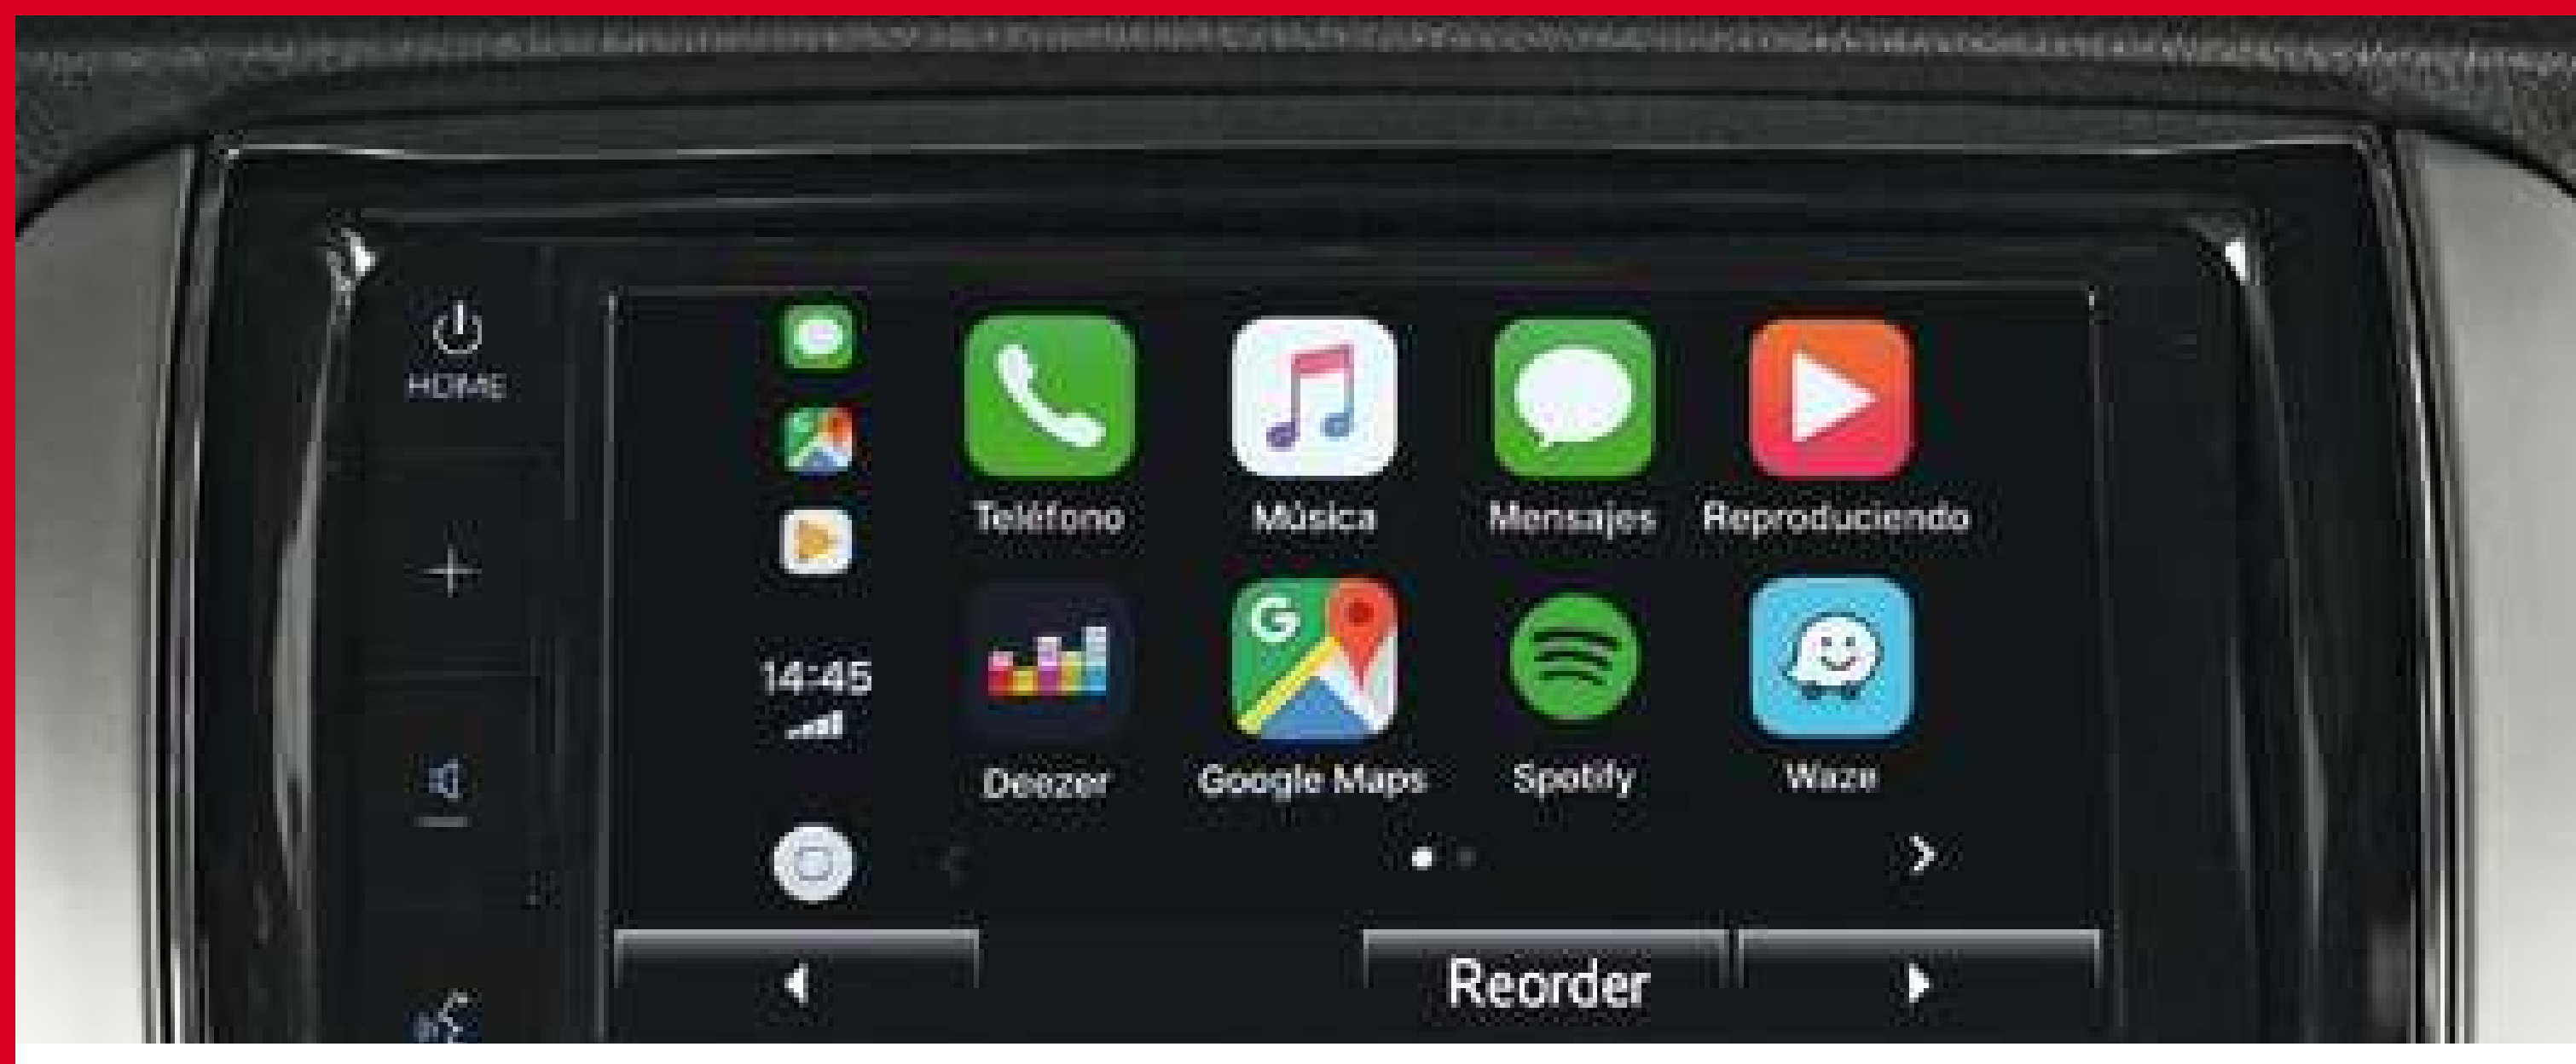 HOME
Teléfono
Música
Mensajes
Reproduciendo
G
14:45
Deezer
Google Maps
Spotify
Waze
Reorder